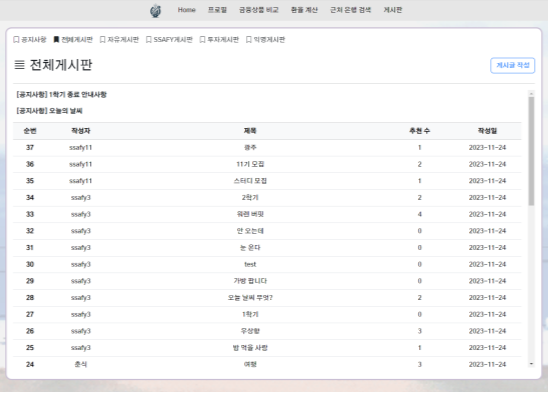 Home 프로필 금융상품 비교 환율 계산 근처 은행 검색 게시판
공지사항 전체게시판 자유게시판 SSAFY게시판 투자게시판 익명게시판
전체게시판
게시글 작성
[공지사항] 1학기 종료 안내사항
[공지사항] 오늘의 날씨
순번 작성자 제목 추천 수 작성일
37 ssafy11 광주 1 2023-11-24
36 ssafy11 11기 모집 2 2023-11-24
35 ssafy11 스터디 모집 1 2023-11-24
34 ssafy3 2학기 2 2023-11-24
33 ssafy3 워렌 버핏 4 2023-11-24
32 ssafy3 안 오는데 0 2023-11-24
31 ssafy3 눈 온다 0 2023-11-24
30 ssafy3 test 0 2023-11-24
29 ssafy3 가방 팝니다 0 2023-11-24
28 ssafy3 오늘 날씨 무엇? 2 2023-11-24
27 ssafy3 1학기 0 2023-11-24
26 ssafy3 우상향 3 2023-11-24
25 ssafy3 밤 먹을 사람 1 2023-11-24
24 춘식 여행 3 2023-11-24